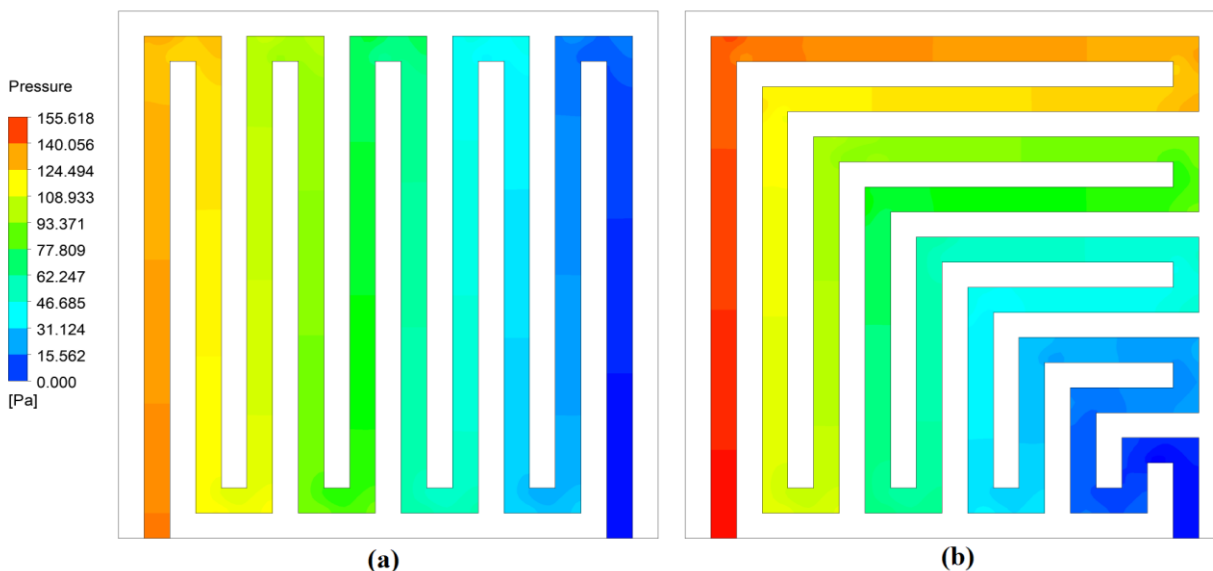 Pressure
155.618
140.056
124.494
108.933
93.371
77.809
62.247
46.685
31.124
15.562
0.000
[Pa]
(a)
(b)